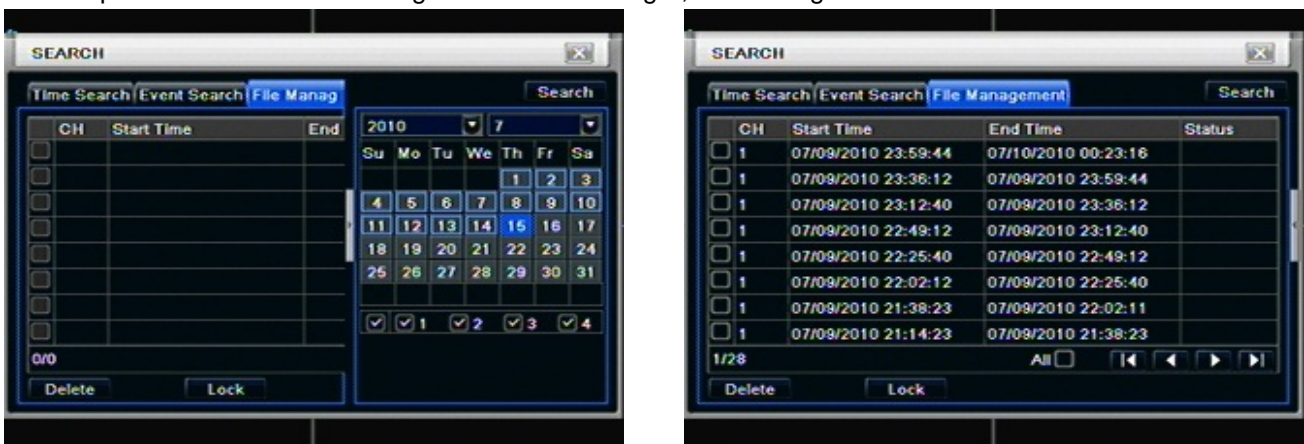 SEARCH
Time Search Event Search File Manag Search
CH Start Time End
2010 7
Su Mo Tu We Th Fr Sa
1 2 3
4 5 6 7 8 9 10
11 12 13 14 15 16 17
18 19 20 21 22 23 24
25 26 27 28 29 30 31
1 2 3 4
0/0
Delete Lock
SEARCH
Time Search Event Search File Management Search
CH Start Time End Time Status
1 07/09/2010 23:59:44 07/10/2010 00:23:16
1 07/09/2010 23:36:12 07/09/2010 23:59:44
1 07/09/2010 23:12:40 07/09/2010 23:36:12
1 07/09/2010 22:49:12 07/09/2010 23:12:40
1 07/09/2010 22:25:40 07/09/2010 22:49:12
1 07/09/2010 22:02:12 07/09/2010 22:25:40
1 07/09/2010 21:38:23 07/09/2010 22:02:11
1 07/09/2010 21:14:23 07/09/2010 21:38:23
1/28 All
Delete Lock